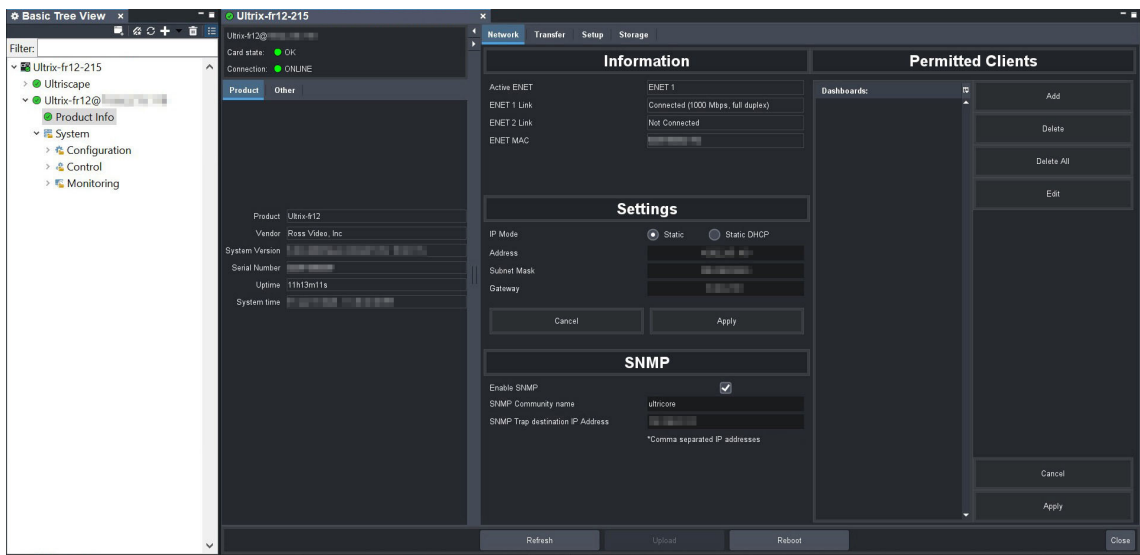 Basic Tree View ×
Filter:
Ultrix-fr12-215
Ultriscape
Ultrix-fr12@
Product Info
System
Configuration
Control
Monitoring
Ultrix-fr12-215 ×
Ultrix-fr12@
Card state: OK
Connection: ONLINE
Product Other
Product Ultrix-fr12
Vendor Ross Video, Inc
System Version
Serial Number
Uptime 11h13m11s
System time
Network Transfer Setup Storage
Information
Active ENET ENET 1
ENET 1 Link Connected (1000 Mbps, full duplex)
ENET 2 Link Not Connected
ENET MAC
Settings
IP Mode Static Static DHCP
Address
Subnet Mask
Gateway
Cancel Apply
SNMP
Enable SNMP
SNMP Community name ultricore
SNMP Trap destination IP Address
*Comma separated IP addresses
Permitted Clients
Dashboards:
Add
Delete
Delete All
Edit
Cancel
Apply
Refresh Upload Reboot Close